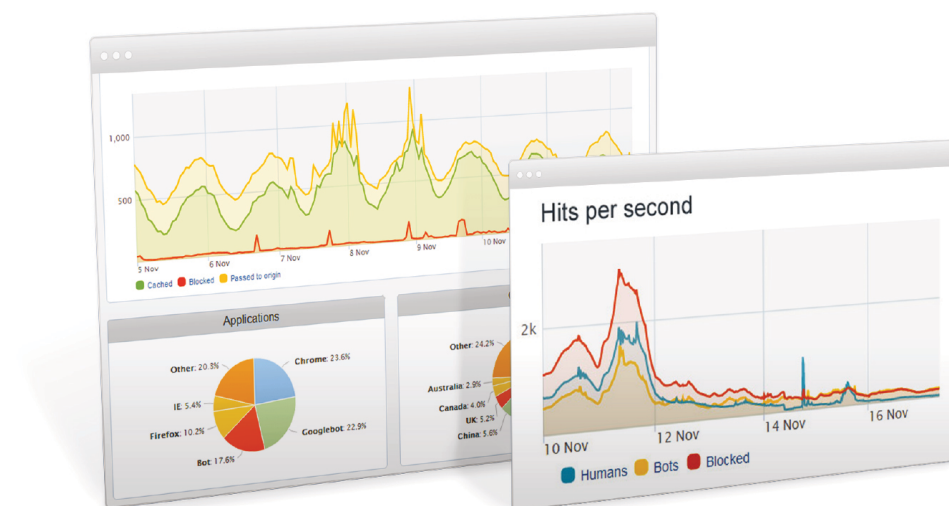 1,000
500
5 Nov
6 Nov
7 Nov
8 Nov
9 Nov
10 Nov
Cached Blocked Passed to origin
Applications
Other: 20.3%
Chrome: 23.6%
IE: 5.4%
Firefox: 10.2%
Googlebot: 22.9%
Bot: 17.6%
Other: 24.2%
Australia: 2.9%
Canada: 4.0%
UK: 5.2%
China: 5.6%
Hits per second
2k
10 Nov
12 Nov
14 Nov
16 Nov
Humans Bots Blocked